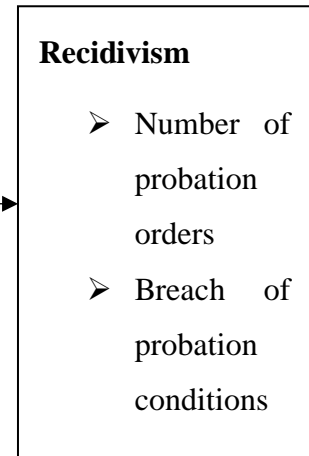 Recidivism
➢ Number of
probation
orders
➢ Breach of
probation
conditions